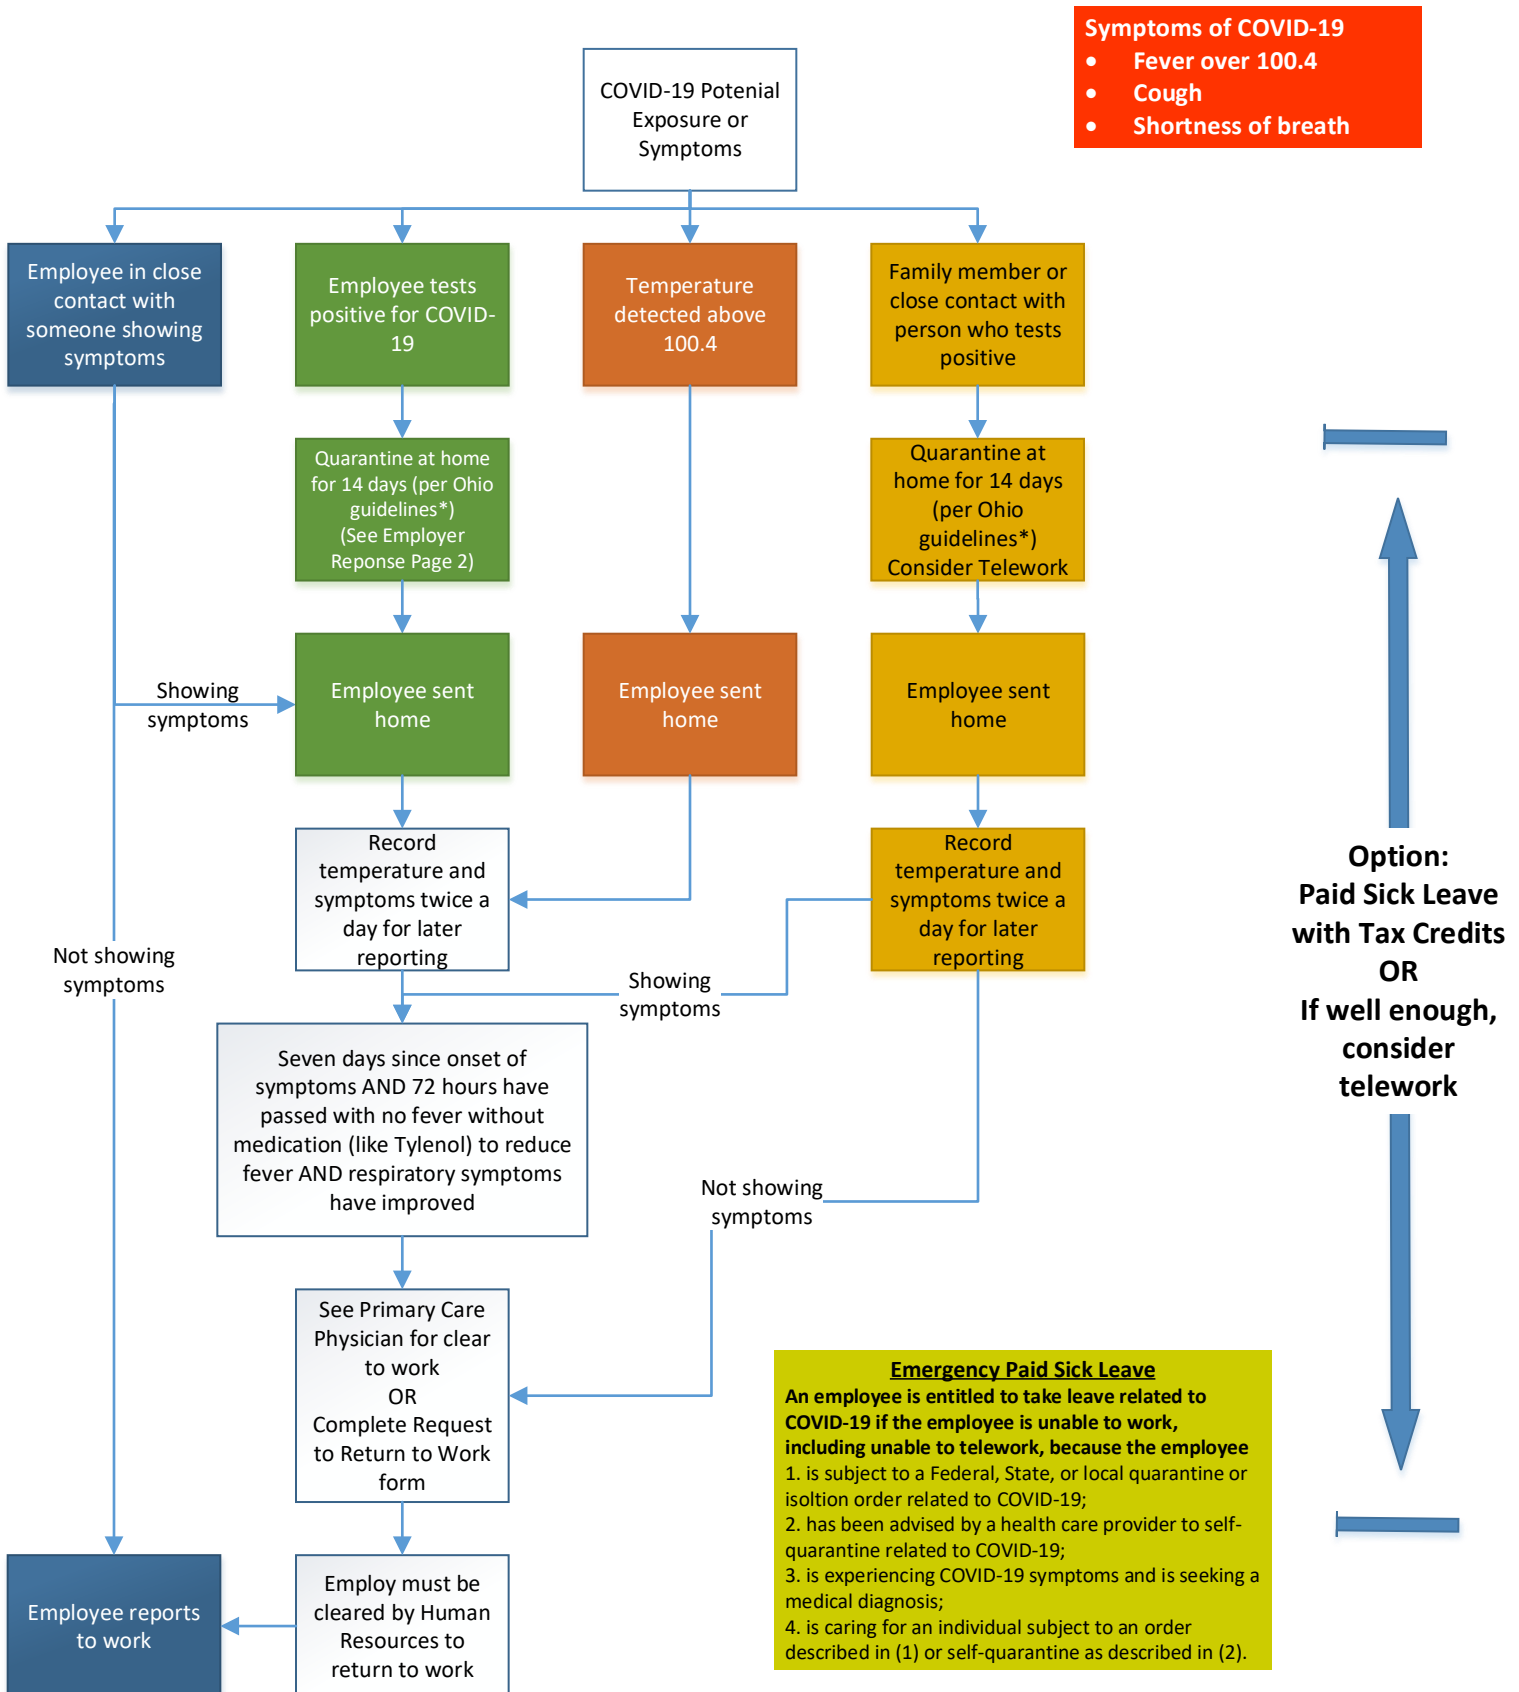 Symptoms of COVID-19
• Fever over 100.4
• Cough
• Shortness of breath
COVID-19 Potenial
Exposure or
Symptoms
Employee in close
contact with
someone showing
symptoms
Employee tests
positive for COVID-
19
Temperature
detected above
100.4
Family member or
close contact with
person who tests
positive
Quarantine at home
for 14 days (per Ohio
guidelines*)
(See Employer
Reponse Page 2)
Quarantine at
home for 14 days
(per Ohio
guidelines*)
Consider Telework
Showing
symptoms
Employee sent
home
Employee sent
home
Employee sent
home
Record
temperature and
symptoms twice a
day for later
reporting
Record
temperature and
symptoms twice a
day for later
reporting
Option:
Paid Sick Leave
with Tax Credits
OR
If well enough,
consider
telework
Not showing
symptoms
Showing
symptoms
Seven days since onset of
symptoms AND 72 hours have
passed with no fever without
medication (like Tylenol) to reduce
fever AND respiratory symptoms
have improved
Not showing
symptoms
See Primary Care
Physician for clear
to work
OR
Complete Request
to Return to Work
form
Emergency Paid Sick Leave
An employee is entitled to take leave related to
COVID-19 if the employee is unable to work,
including unable to telework, because the employee
1. is subject to a Federal, State, or local quarantine or
isoltion order related to COVID-19;
2. has been advised by a health care provider to self-
quarantine related to COVID-19;
3. is experiencing COVID-19 symptoms and is seeking a
medical diagnosis;
4. is caring for an individual subject to an order
described in (1) or self-quarantine as described in (2).
Employee reports
to work
Employ must be
cleared by Human
Resources to
return to work